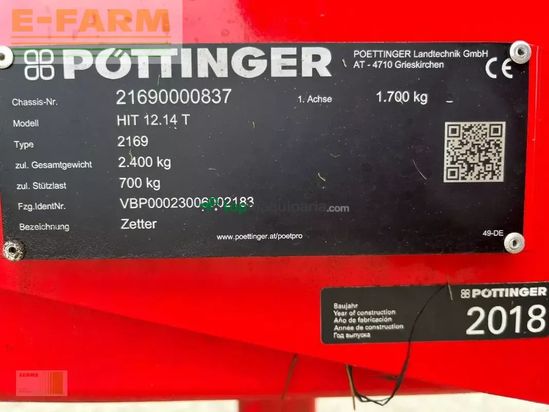 E-FARM
PÖTTINGER
POETTINGER Landtechnik GmbH
AT - 4710 Grieskirchen
CE
Chassis-Nr. 21690000837 1. Achse 1.700 kg
Modell HIT 12.14 T
Type 2169
zul. Gesamtgewicht 2.400 kg
zul. Stützlast 700 kg
Fzg.IdentNr. VBP00023006002183
Bezeichnung Zetter
www.poettinger.at/poetpro
49-DE
Baujahr
Year of construction
Año de fabricación
Année de construction
Год выпуска
PÖTTINGER
2018